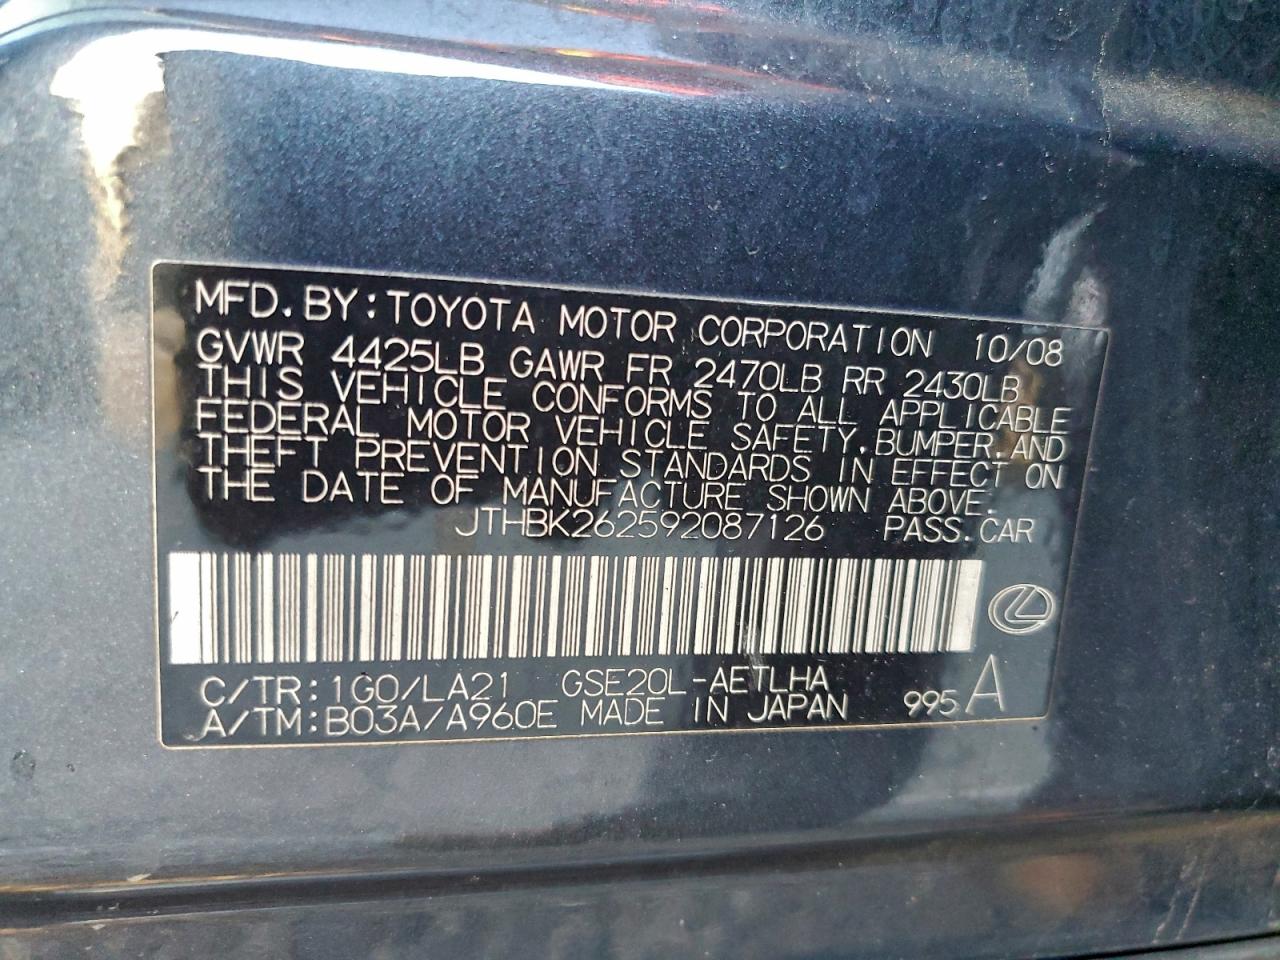 MFD. BY: TOYOTA MOTOR CORPORATION 10/08
GVWR 4425LB GAWR FR 2470LB RR 2430LB
THIS VEHICLE CONFORMS TO ALL APPLICABLE
FEDERAL MOTOR VEHICLE SAFETY, BUMPER, AND
THEFT PREVENTION STANDARDS IN EFFECT ON
THE DATE OF MANUFACTURE SHOWN ABOVE.
JTHBK262592087126 PASS. CAR
C/TR: 1G0/LA21 GSE20L-AETLHA
A/TM: B03A/A960E MADE IN JAPAN 995 A